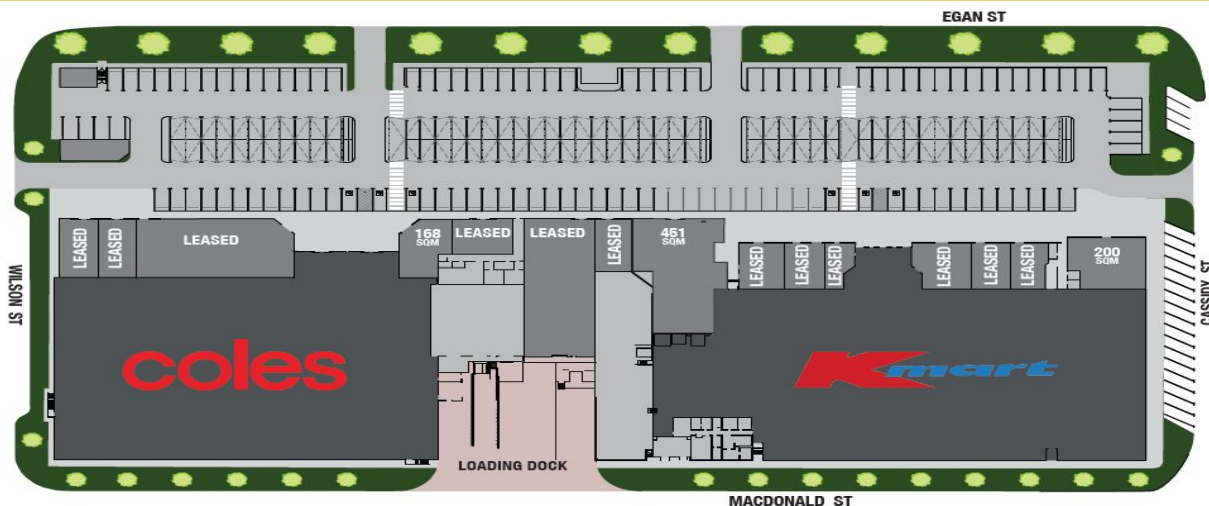 EGAN ST
WILSON ST
LEASED
LEASED
LEASED
168
SQM
LEASED
LEASED
LEASED
451
SQM
LEASED
LEASED
LEASED
LEASED
LEASED
LEASED
200
SQM
CASSIDY ST
coles
Kmart
LOADING DOCK
MACDONALD ST